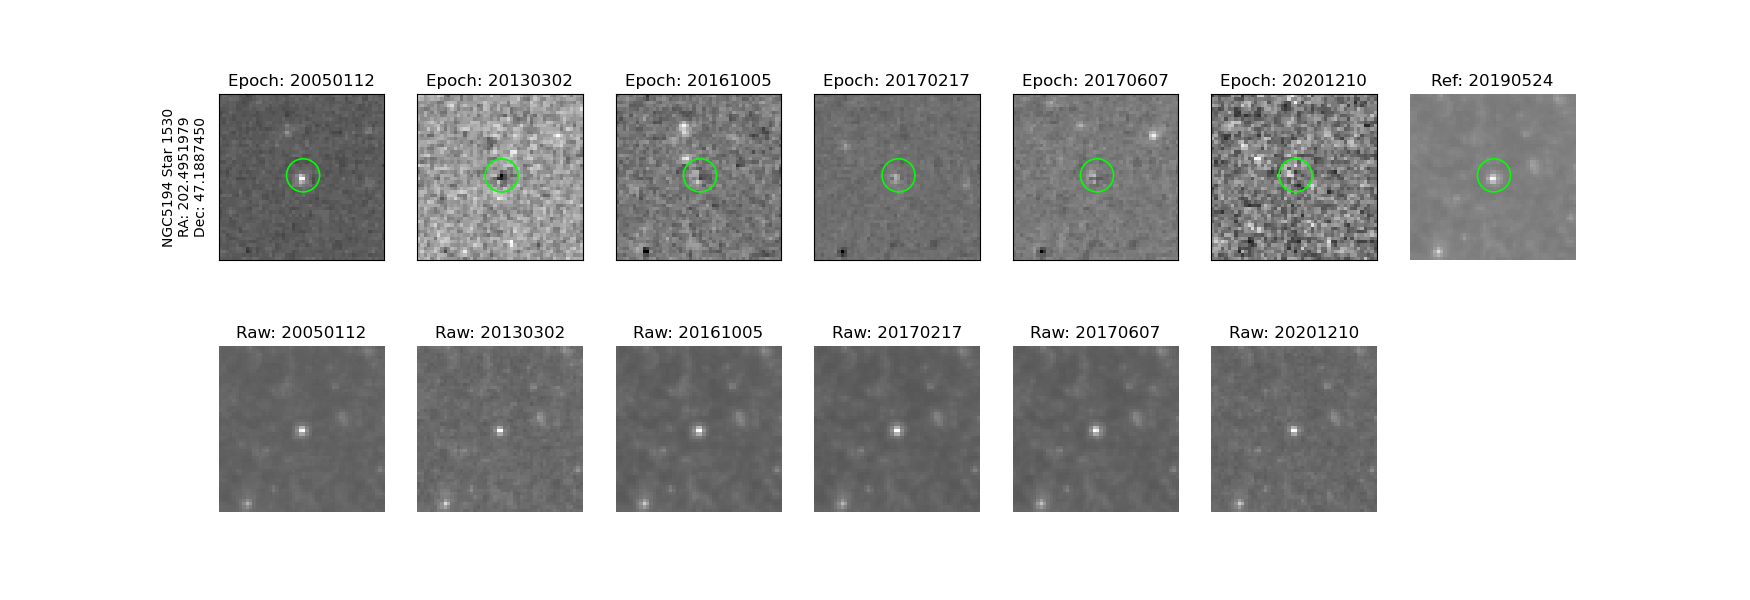 NGC5194 Star 1530
RA: 202.4951979
Dec: 47.1887450
Epoch: 20050112
Epoch: 20130302
Epoch: 20161005
Epoch: 20170217
Epoch: 20170607
Epoch: 20201210
Ref: 20190524
Raw: 20050112
Raw: 20130302
Raw: 20161005
Raw: 20170217
Raw: 20170607
Raw: 20201210